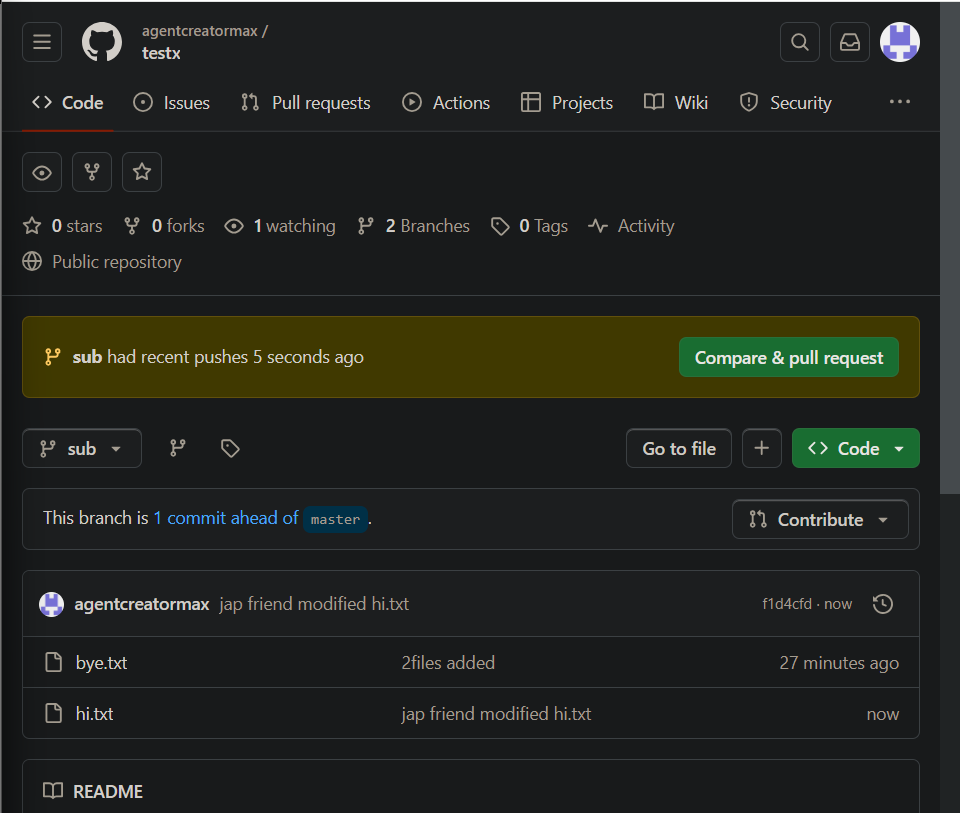 agentcreatormax /
testx
Code Issues Pull requests Actions Projects Wiki Security
0 stars 0 forks 1 watching 2 Branches 0 Tags Activity
Public repository
sub had recent pushes 5 seconds ago Compare & pull request
sub Go to file Code
This branch is 1 commit ahead of master . Contribute
agentcreatormax jap friend modified hi.txt f1d4cfd · now
bye.txt 2files added 27 minutes ago
hi.txt jap friend modified hi.txt now
README